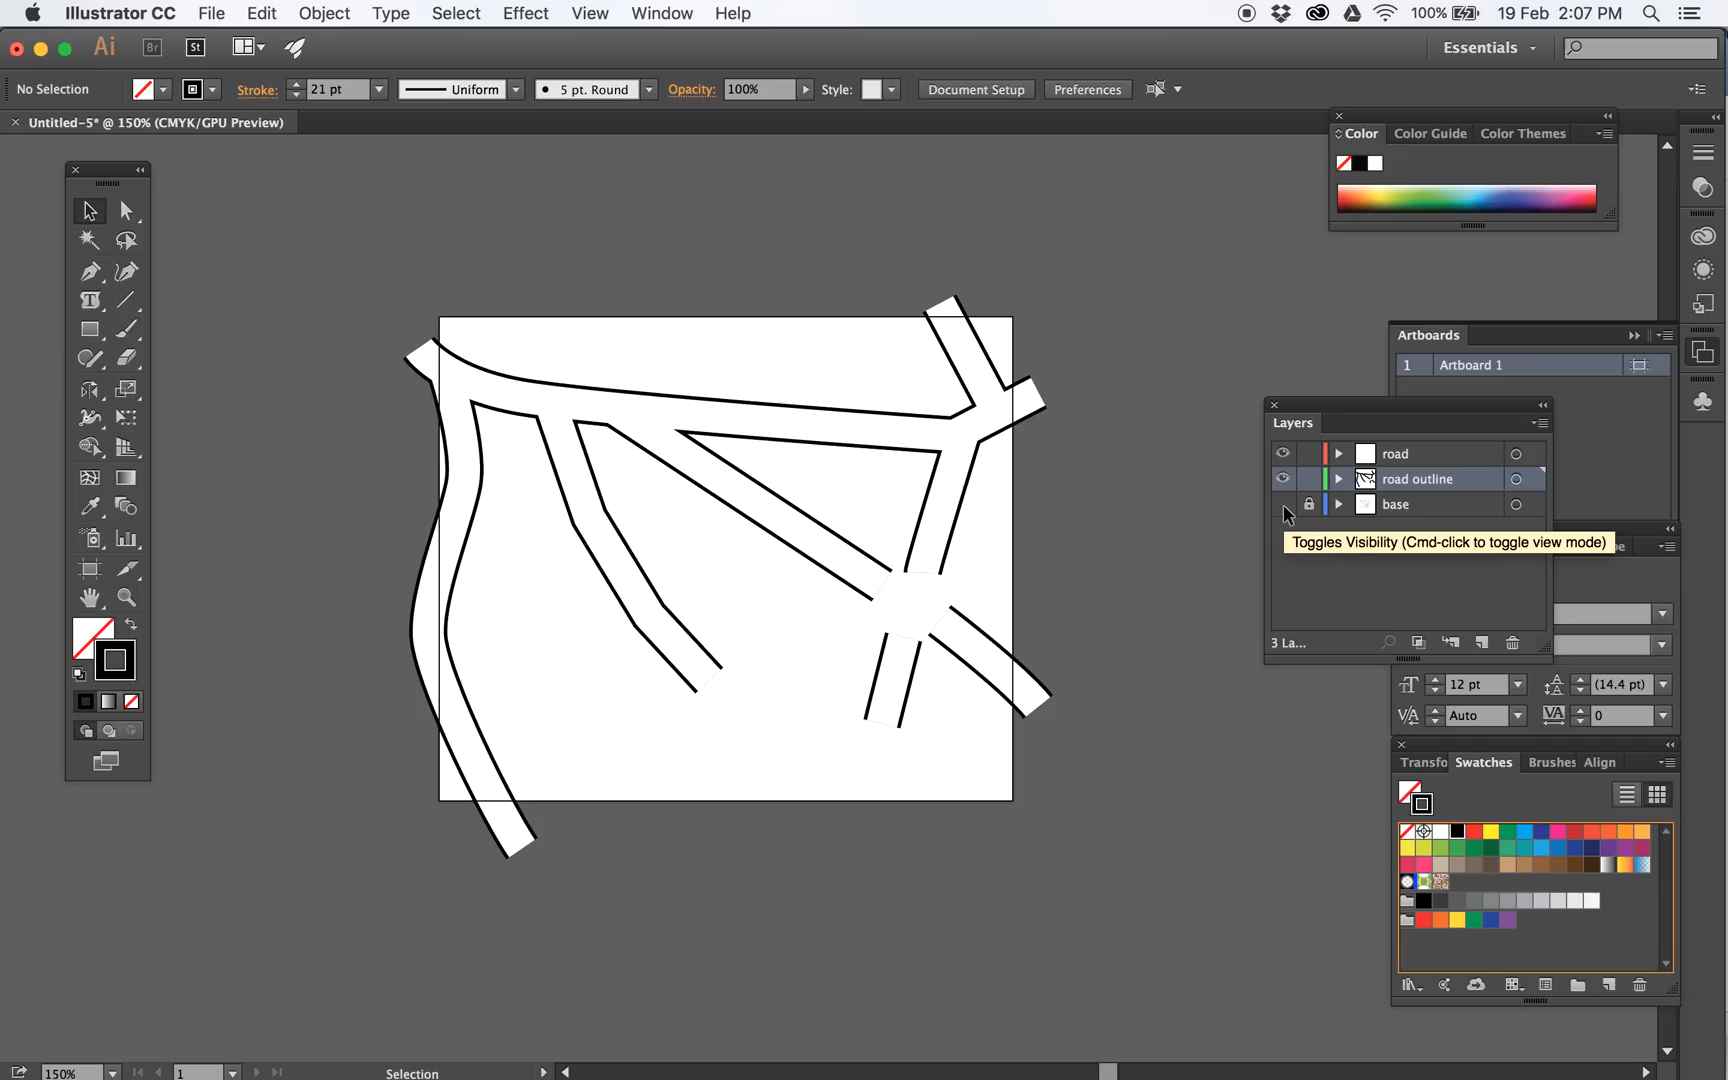 Illustrator CC File Edit Object Type Select Effect View Window Help 100% 19 Feb 2:07 PM
Ai Br St Essentials
No Selection Stroke: 21 pt Uniform 5 pt. Round Opacity: 100% Style: Document Setup Preferences
Untitled-5* @ 150% (CMYK/GPU Preview)
Color Color Guide Color Themes
Artboards
1 Artboard 1
Layers
road
road outline
base
Toggles Visibility (Cmd-click to toggle view mode)
3 La...
12 pt (14.4 pt)
Auto 0
Transfo Swatches Brushes Align
150% 1 Selection